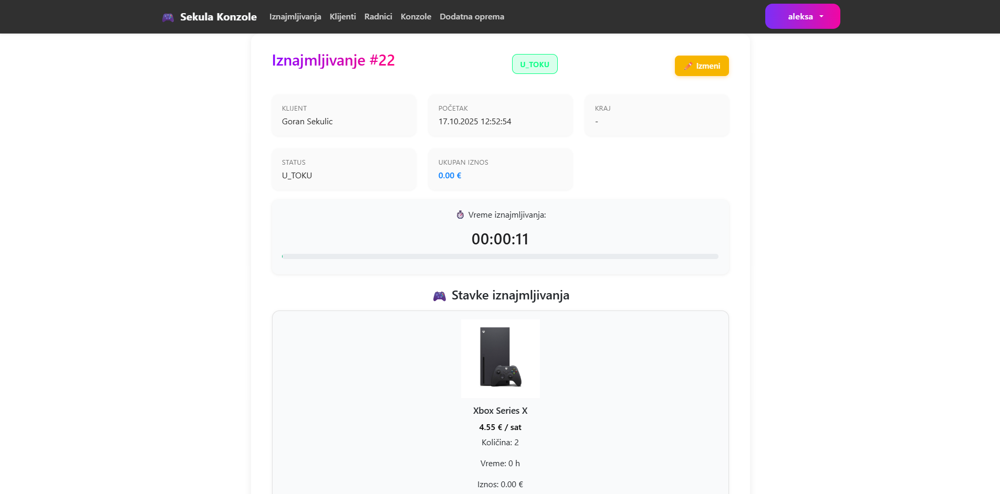 Sekula Konzole Iznajmljivanja Klijenti Radnici Konzole Dodatna oprema aleksa
Iznajmljivanje #22 U_TOKU Izmeni
KLIJENT
Goran Sekulic
POČETAK
17.10.2025 12:52:54
KRAJ
-
STATUS
U_TOKU
UKUPAN IZNOS
0.00 €
Vreme iznajmljivanja:
00:00:11
Stavke iznajmljivanja
Xbox Series X
4.55 € / sat
Količina: 2
Vreme: 0 h
Iznos: 0.00 €